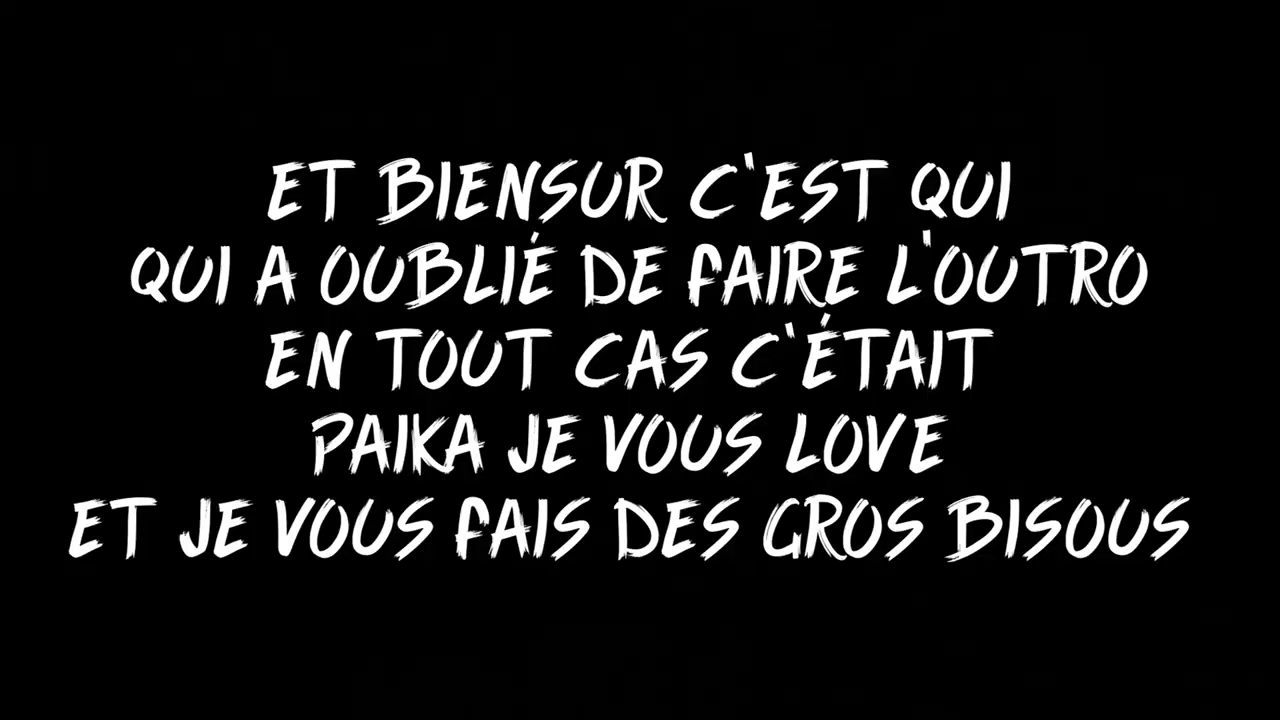 ET BIENSUR C'EST QUI
QUI A OUBLIÉ DE FAIRE L'OUTRO
EN TOUT CAS C'ÉTAIT
PAIKA JE VOUS LOVE
ET JE VOUS FAIS DES GROS BISOUS